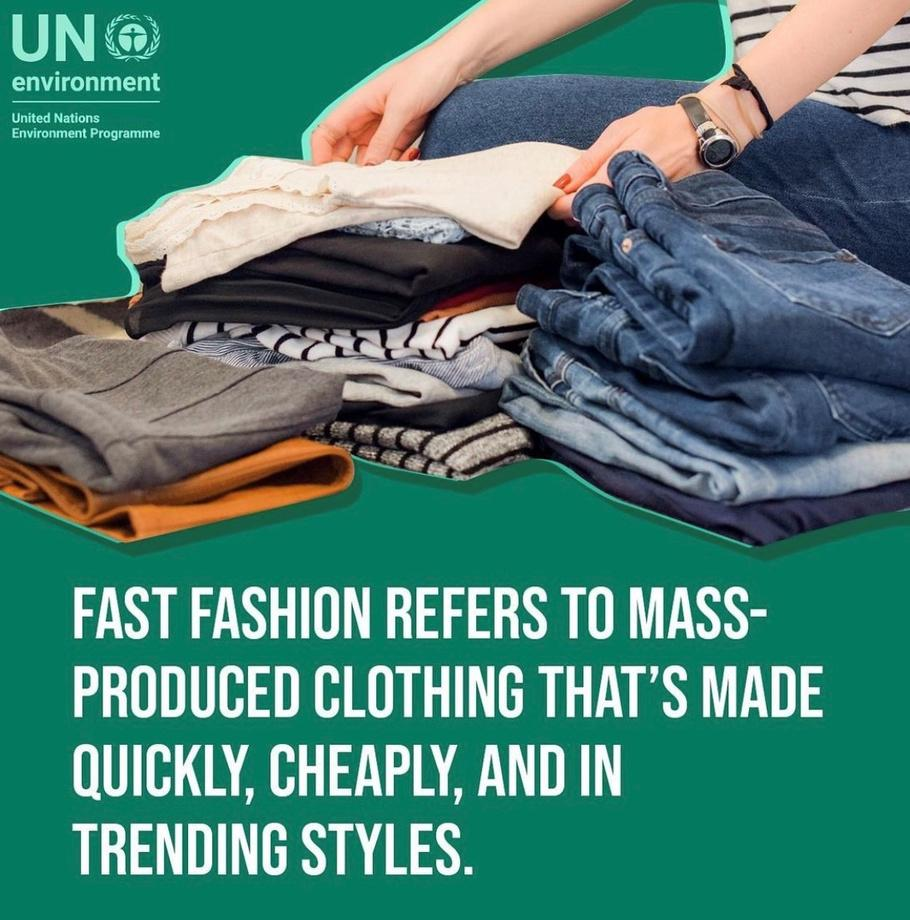 UN
environment
United Nations
Environment Programme
FAST FASHION REFERS TO MASS-
PRODUCED CLOTHING THAT'S MADE
QUICKLY, CHEAPLY, AND IN
TRENDING STYLES.